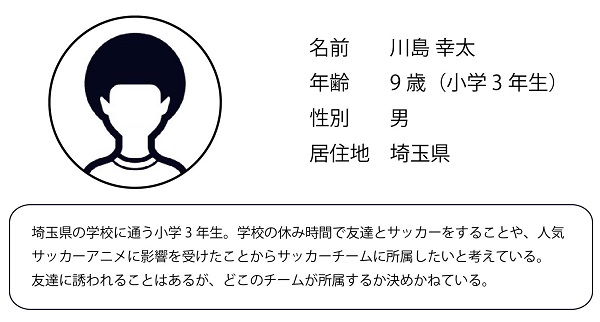 名前 川島 幸太
年齢 9 歳（小学 3 年生）
性別 男
居住地 埼玉県
埼玉県の学校に通う小学 3 年生。学校の休み時間で友達とサッカーをすることや、人気
サッカーアニメに影響を受けたことからサッカーチームに所属したいと考えている。
友達に誘われることはあるが、どこのチームが所属するか決めかねている。